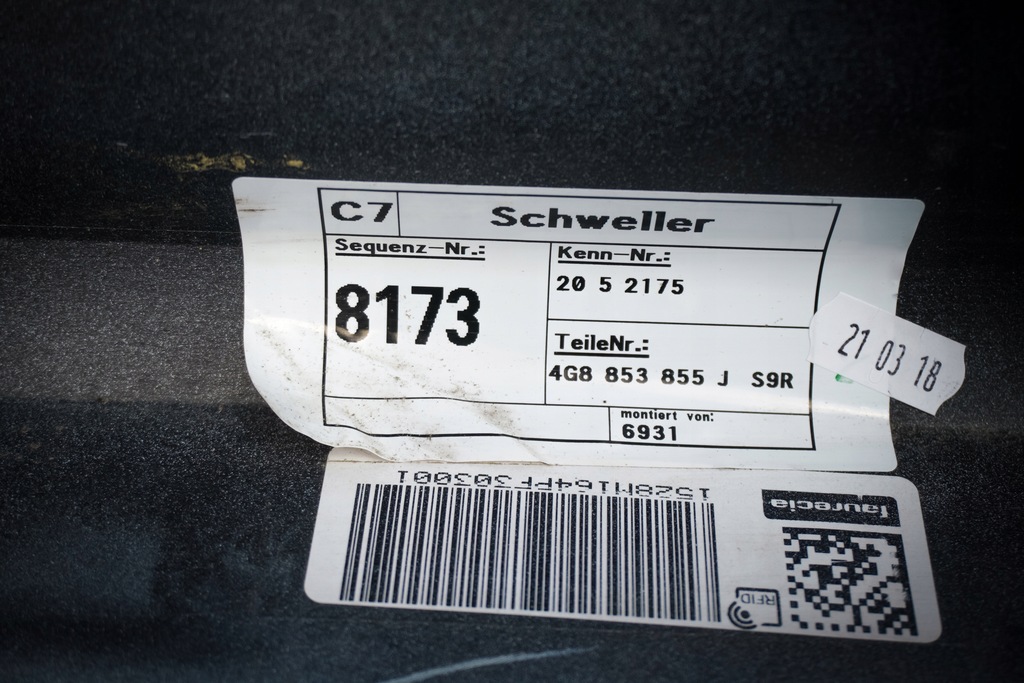 C7 Schweller
Sequenz-Nr.:
8173
Kenn-Nr.:
20 5 2175
TeileNr.:
4G8 853 855 J S9R
montiert von:
6931
21 03 18
1528M164PF303001
faurecia
RFID